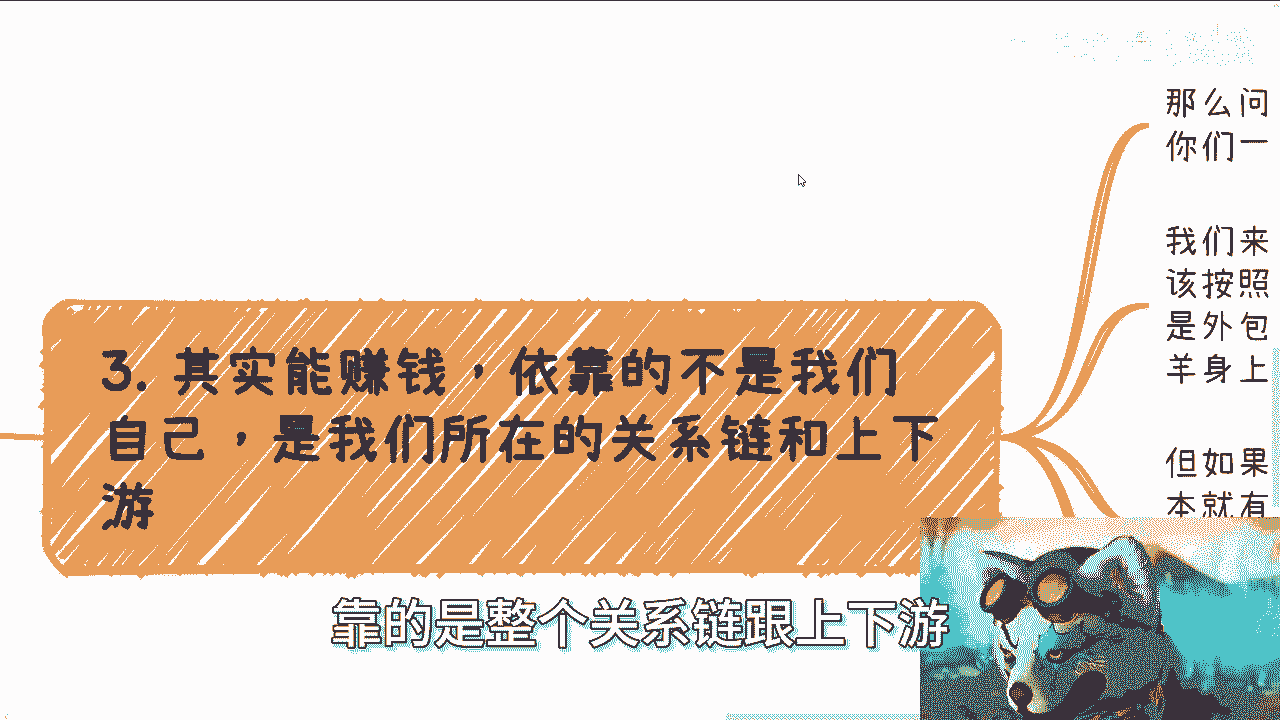 那么问
你们一
我们来
该按照
是外包
羊身上
但如果
本就有
3. 其实能赚钱，依靠的不是我们
自己，是我们所在的关系链和上下
游
靠的是整个关系链跟上下游